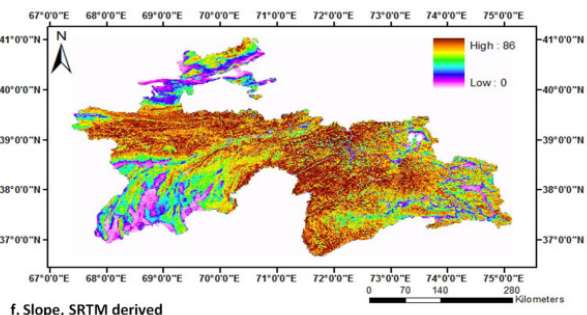 67°0'0"E 68°0'0"E 69°0'0"E 70°0'0"E 71°0'0"E 72°0'0"E 73°0'0"E 74°0'0"E 75°0'0"E
N
High : 86
Low : 0
41°0'0"N 41°0'0"N
40°0'0"N 40°0'0"N
39°0'0"N 39°0'0"N
38°0'0"N 38°0'0"N
37°0'0"N 37°0'0"N
67°0'0"E 68°0'0"E 69°0'0"E 70°0'0"E 71°0'0"E 72°0'0"E 73°0'0"E 74°0'0"E 75°0'0"E
0 70 140 280
Kilometers
f. Slope, SRTM derived